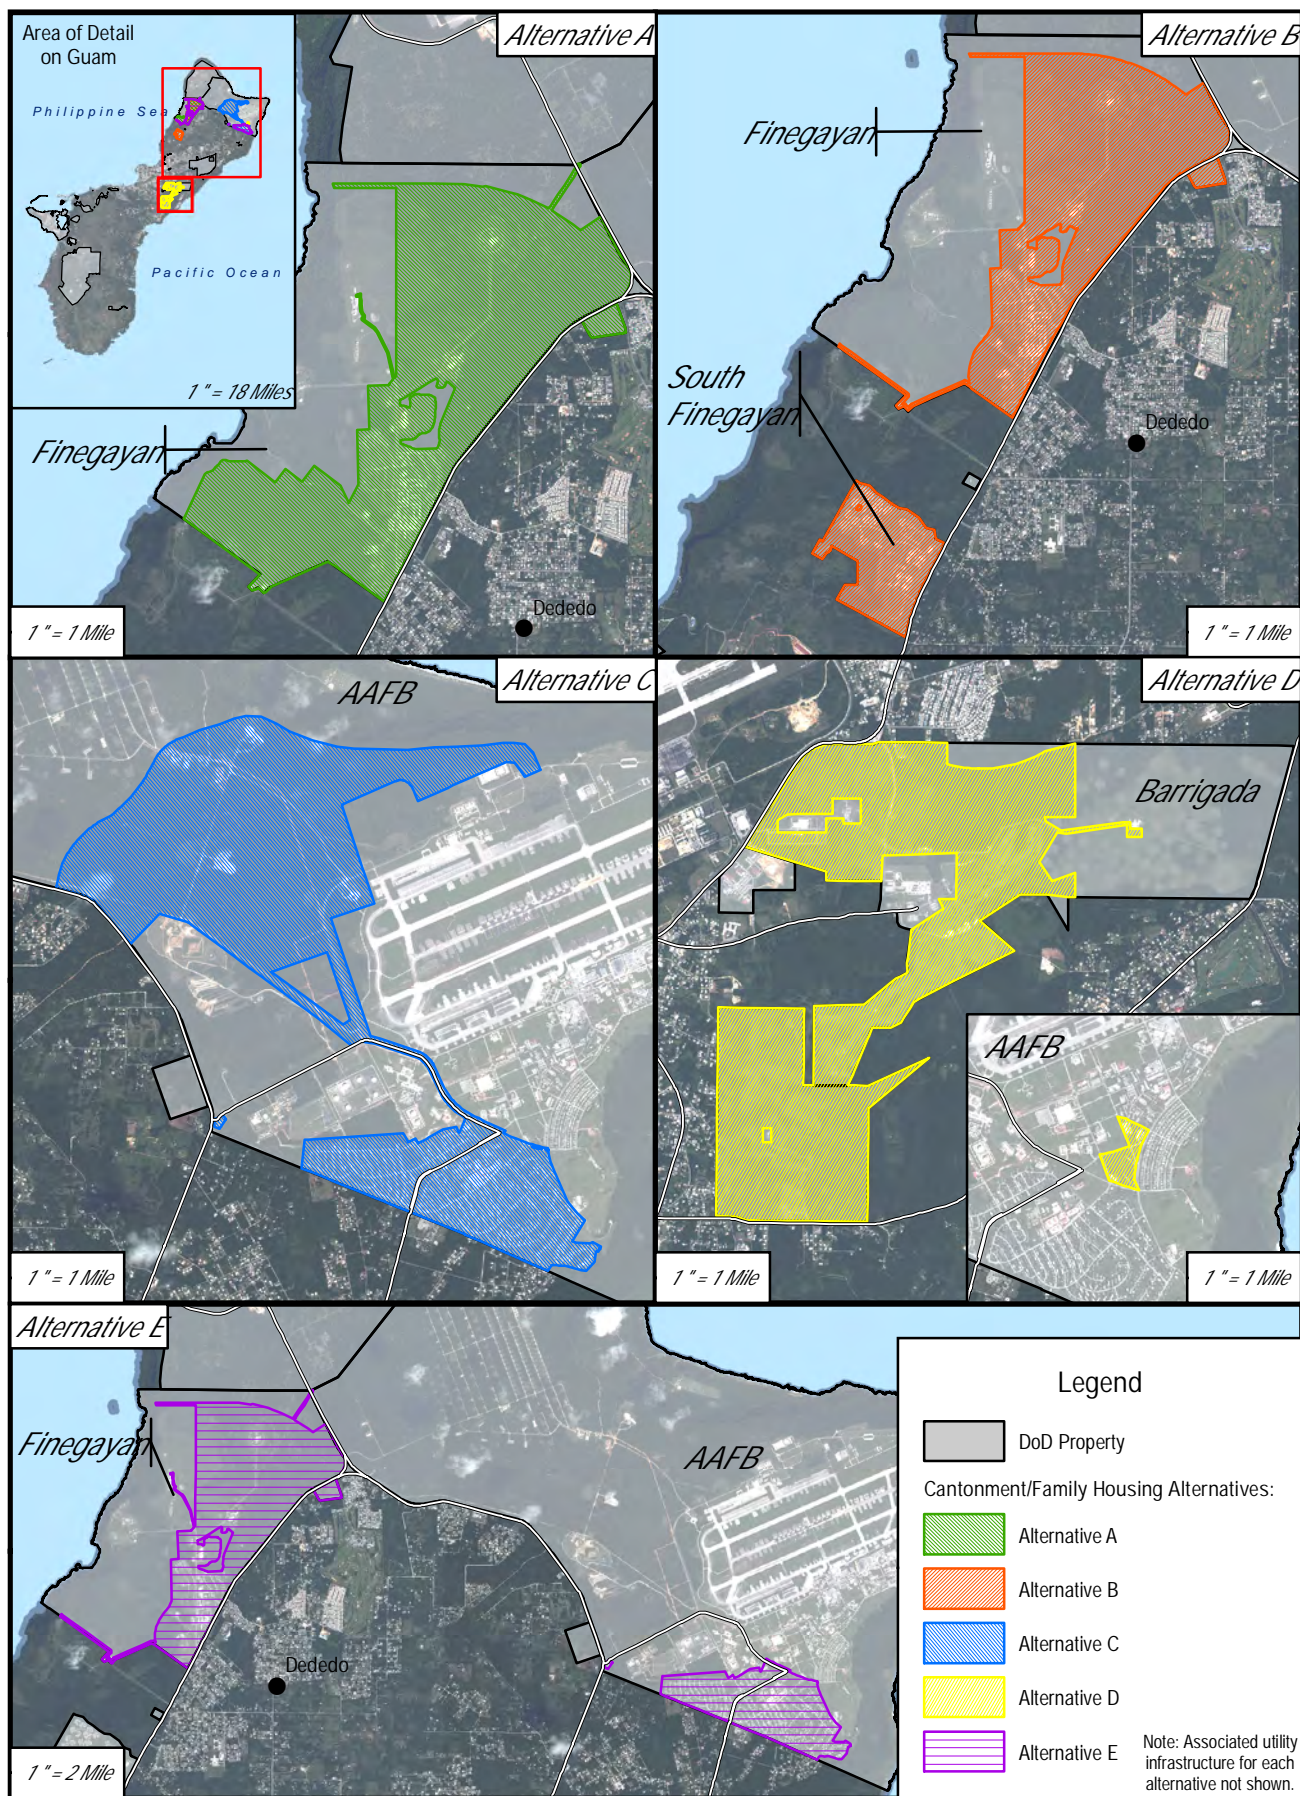 Area of Detail
on Guam
Philippine Sea
Pacific Ocean
1 " = 18 Miles
Alternative A
Finegayan
Dededo
1 " = 1 Mile
Alternative B
Finegayan
South
Finegayan
Dededo
1 " = 1 Mile
Alternative C
AAFB
1 " = 1 Mile
Alternative D
Barrigada
1 " = 1 Mile
AAFB
1 " = 1 Mile
Alternative E
Finegayan
AAFB
Dededo
1 " = 2 Mile
Legend
DoD Property
Cantonment/Family Housing Alternatives:
Alternative A
Alternative B
Alternative C
Alternative D
Alternative E
Note: Associated utility
infrastructure for each
alternative not shown.